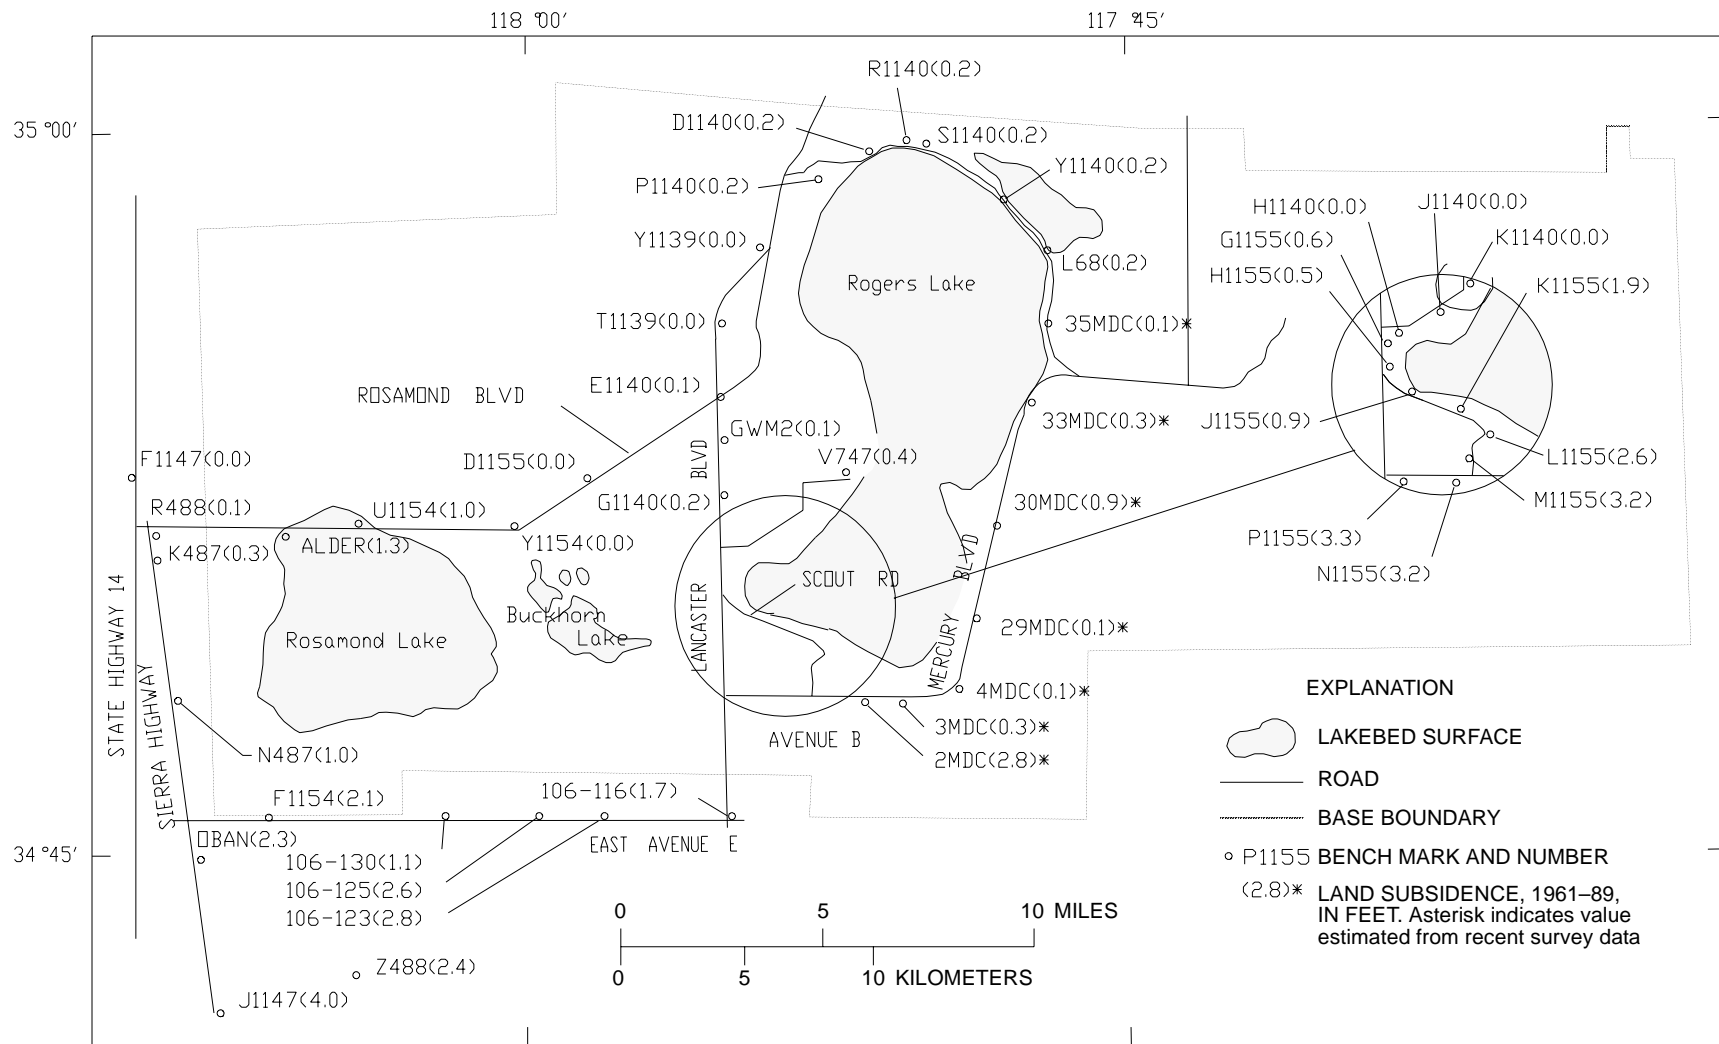 118 °00′
117 °45′
R1140(0.2)
D1140(0.2)
S1140(0.2)
35 °00′
P1140(0.2)
Y1140(0.2)
H1140(0.0)
J1140(0.0)
Y1139(0.0)
G1155(0.6)
K1140(0.0)
L68(0.2)
H1155(0.5)
K1155(1.9)
Rogers Lake
T1139(0.0)
35MDC(0.1)*
ROSAMOND BLVD
E1140(0.1)
33MDC(0.3)*
J1155(0.9)
GWM2(0.1)
F1147(0.0)
D1155(0.0)
LANCASTER BLVD
V747(0.4)
L1155(2.6)
R488(0.1)
U1154(1.0)
G1140(0.2)
30MDC(0.9)*
M1155(3.2)
K487(0.3)
ALDER(1.3)
Y1154(0.0)
P1155(3.3)
N1155(3.2)
STATE HIGHWAY 14
SCOUT RD
MERCURY BLVD
Buckhorn
Lake
Rosamond Lake
29MDC(0.1)*
SIERRA HIGHWAY
4MDC(0.1)*
3MDC(0.3)*
AVENUE B
2MDC(2.8)*
N487(1.0)
F1154(2.1)
106-116(1.7)
EAST AVENUE E
OBAN(2.3)
34 °45′
106-130(1.1)
106-125(2.6)
106-123(2.8)
Z488(2.4)
J1147(4.0)
0 5 10 MILES
0 5 10 KILOMETERS
EXPLANATION
LAKEBED SURFACE
ROAD
BASE BOUNDARY
P1155 BENCH MARK AND NUMBER
(2.8)* LAND SUBSIDENCE, 1961–89,
IN FEET. Asterisk indicates value
estimated from recent survey data